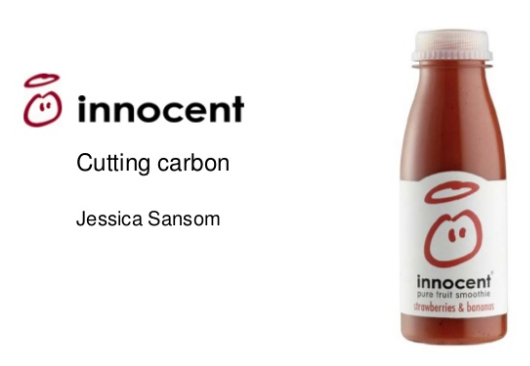 innocent
Cutting carbon
Jessica Sansom
innocent
pure fruit smoothie
strawberries & bananas